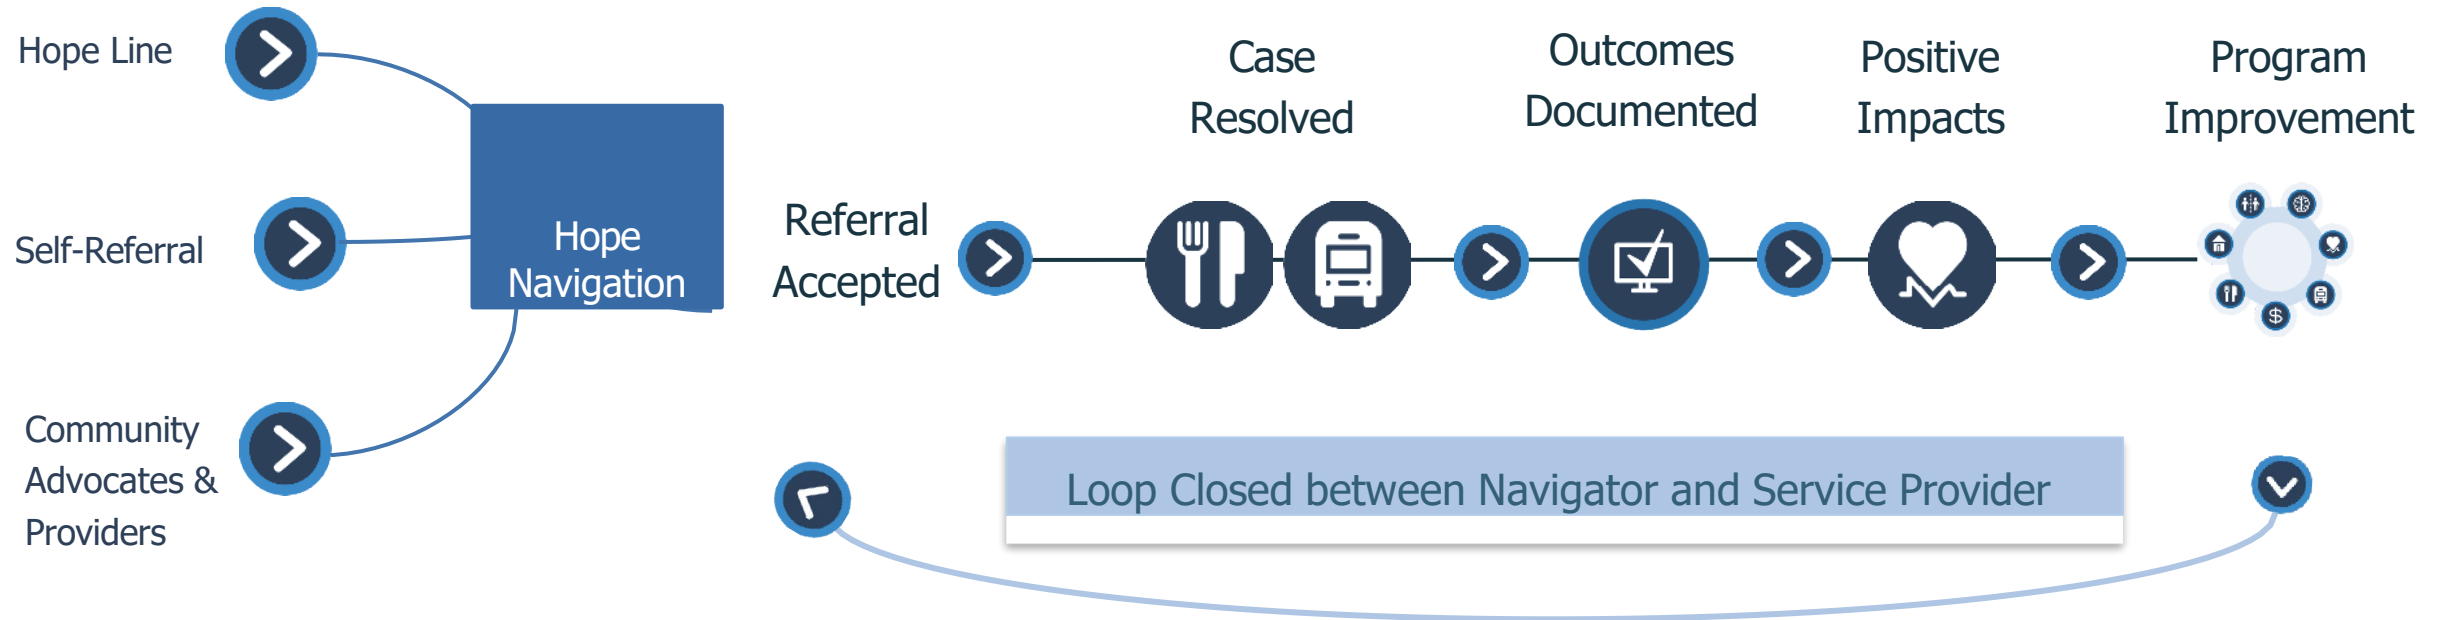 Hope Line
Self-Referral
Community
Advocates &
Providers
Hope
Navigation
Referral
Accepted
Case
Resolved
Outcomes
Documented
Positive
Impacts
Program
Improvement
$
Loop Closed between Navigator and Service Provider